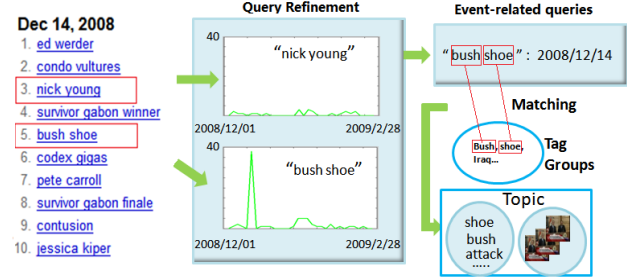 Dec 14, 2008
1. ed werder
2. condo vultures
3. nick young
4. survivor gabon winner
5. bush shoe
6. codex gigas
7. pete carroll
8. survivor gabon finale
9. contusion
10. jessica kiper
Query Refinement
40
“nick young”
2008/12/01 2009/2/28
40
“bush shoe”
2008/12/01 2009/2/28
Event-related queries
“ bush shoe ” : 2008/12/14
Matching
Bush, shoe,
Iraq...
Tag
Groups
Topic
shoe
bush
attack
.....